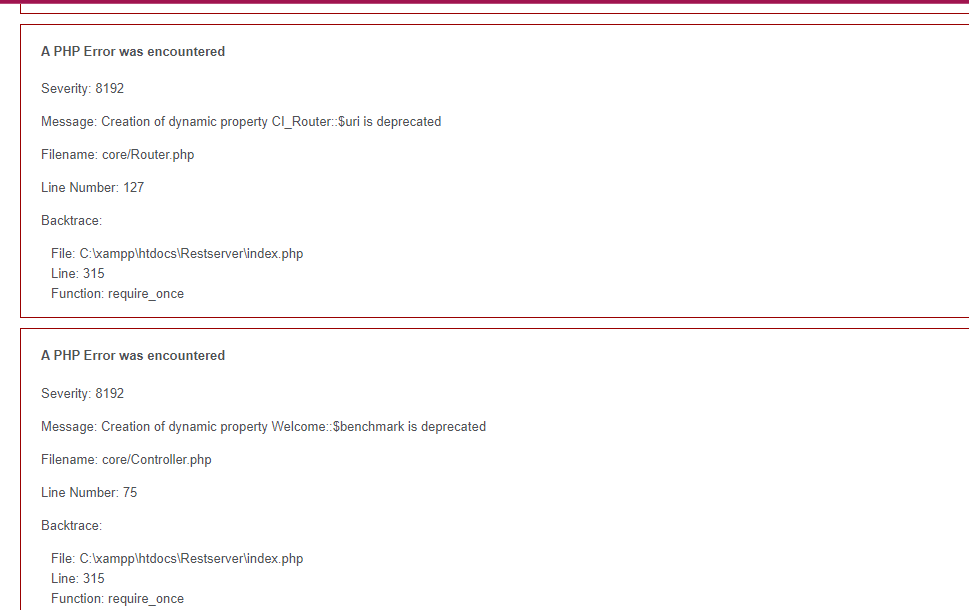 A PHP Error was encountered
Severity: 8192
Message: Creation of dynamic property CI_Router::$uri is deprecated
Filename: core/Router.php
Line Number: 127
Backtrace:
File: C:\xampp\htdocs\Restserver\index.php
Line: 315
Function: require_once
A PHP Error was encountered
Severity: 8192
Message: Creation of dynamic property Welcome::$benchmark is deprecated
Filename: core/Controller.php
Line Number: 75
Backtrace:
File: C:\xampp\htdocs\Restserver\index.php
Line: 315
Function: require_once